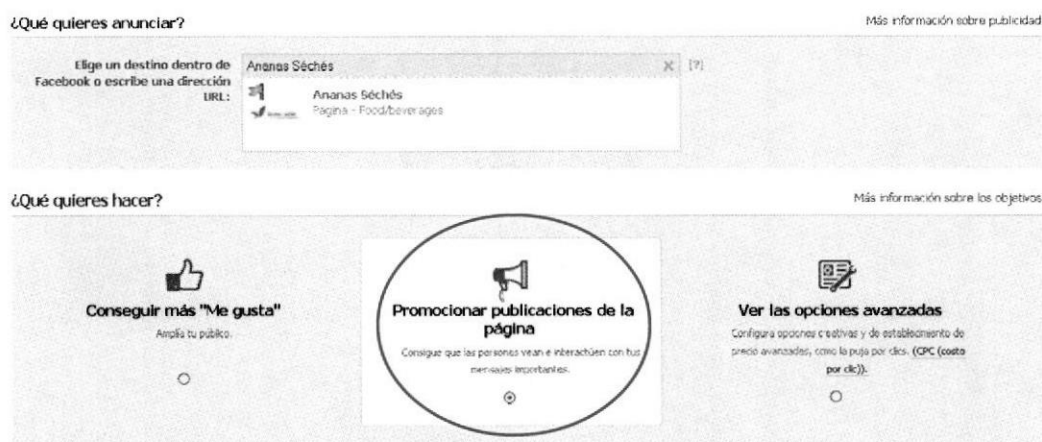 ¿Qué quieres anunciar?
Más información sobre publicidad
Elige un destino dentro de
Facebook o escribe una dirección
URL:
Ananas Séchés
[?]
Ananas Séchés
Página - Food/beverages
¿Qué quieres hacer?
Más información sobre los objetivos
Conseguir más "Me gusta"
Amplía tu público.
Promocionar publicaciones de la
página
Consigue que las personas vean e interactúen con tus
mensajes importantes.
Ver las opciones avanzadas
Configura opciones creativas y de establecimiento de
precio avanzadas, como la puja por clics. (CPC (costo
por clic)).